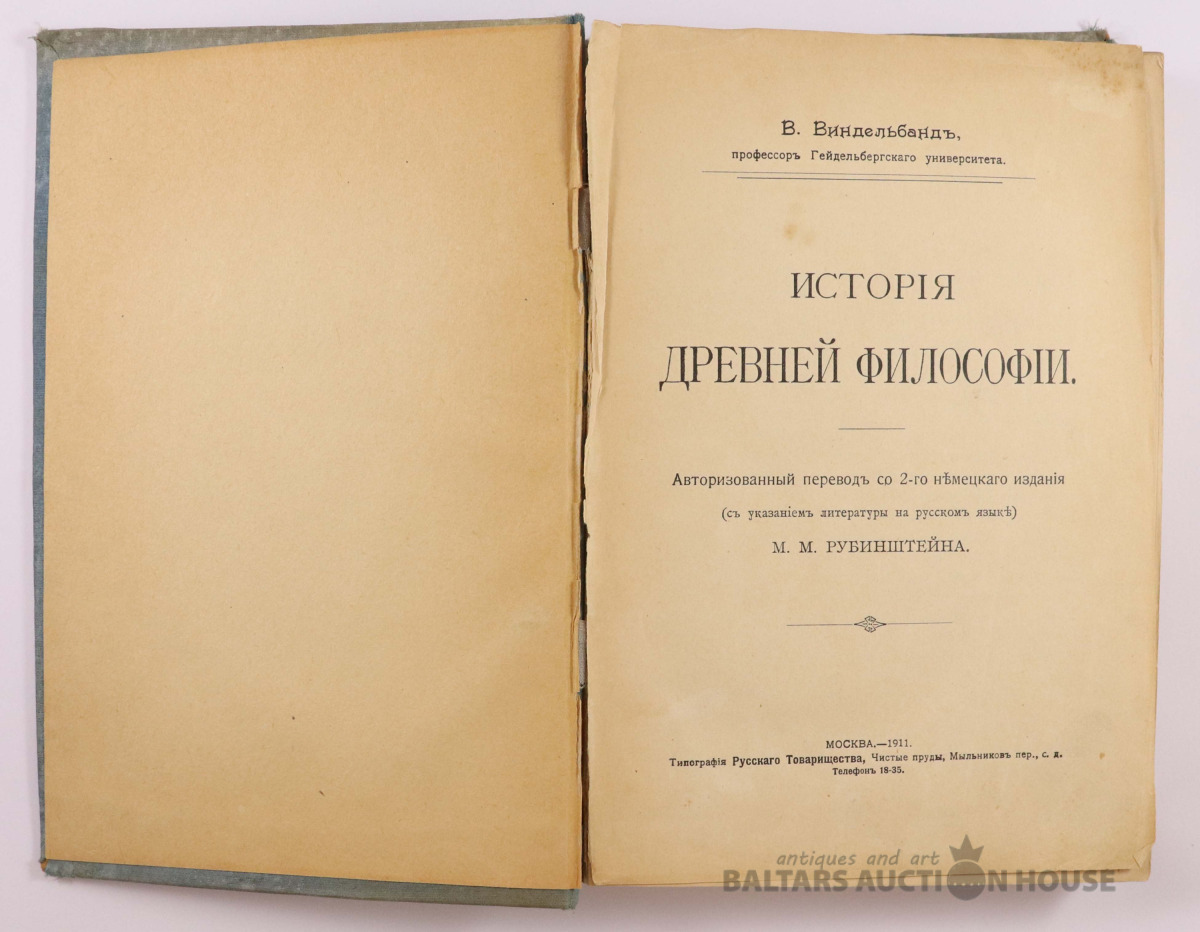 В. Виндельбандъ,
профессоръ Гейдельбергскаго университета.
ИСТОРІЯ
ДРЕВНЕЙ ФИЛОСОФІИ.
Авторизованный переводъ со 2-го нѣмецкаго изданія
(съ указаніемъ литературы на русскомъ языкѣ)
М. М. РУБИНШТЕЙНА.
МОСКВА.—1911.
Типографія Русскаго Товарищества, Чистые пруды, Мыльниковъ пер., с. д.
Телефонъ 18-35.
antiques and art
BALTARS AUCTION HOUSE